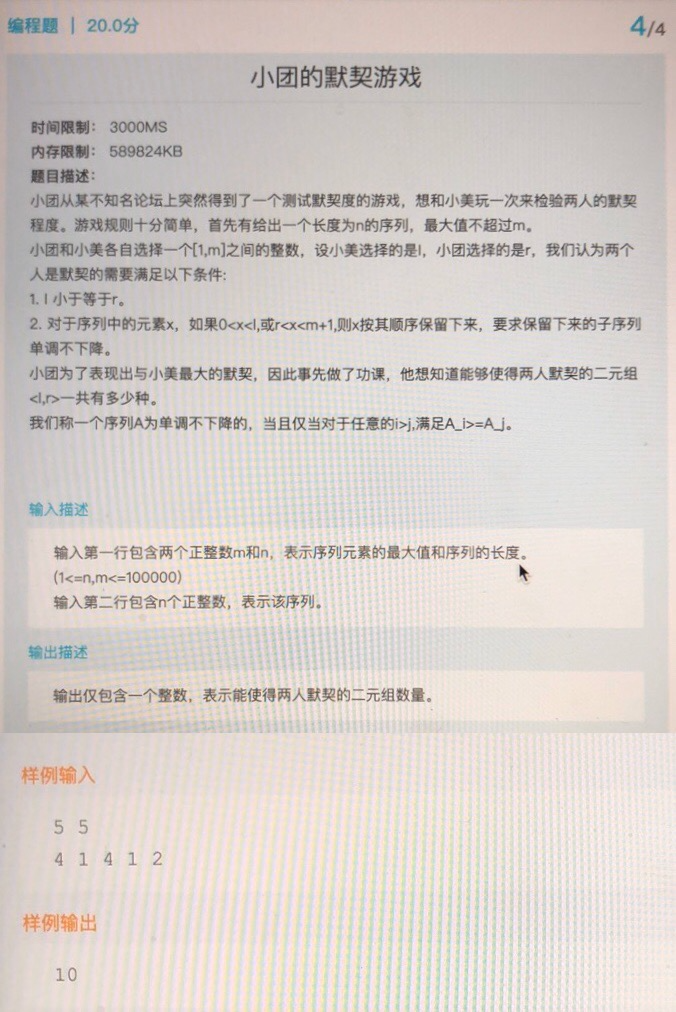 编程题 | 20.0分
4/4
小团的默契游戏
时间限制： 3000MS
内存限制： 589824KB
题目描述：
小团从某不知名论坛上突然得到了一个测试默契度的游戏，想和小美玩一次来检验两人的默契
程度。游戏规则十分简单，首先有给出一个长度为n的序列，最大值不超过m。
小团和小美各自选择一个[1,m]之间的整数，设小美选择的是l，小团选择的是r，我们认为两个
人是默契的需要满足以下条件:
1. l 小于等于r。
2. 对于序列中的元素x，如果0<x<l,或r<x<m+1,则x按其顺序保留下来，要求保留下来的子序列
单调不下降。
小团为了表现出与小美最大的默契，因此事先做了功课，他想知道能够使得两人默契的二元组
<l,r>一共有多少种。
我们称一个序列A为单调不下降的，当且仅当对于任意的i>j,满足A_i>=A_j。
输入描述
输入第一行包含两个正整数m和n，表示序列元素的最大值和序列的长度。
(1<=n,m<=100000)
输入第二行包含n个正整数，表示该序列。
输出描述
输出仅包含一个整数，表示能使得两人默契的二元组数量。
样例输入
5 5
4 1 4 1 2
样例输出
10